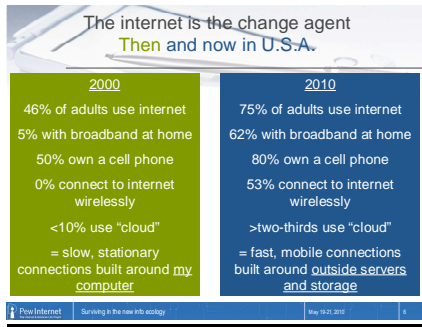 The internet is the change agent
Then and now in U.S.A.
2000
46% of adults use internet
5% with broadband at home
50% own a cell phone
0% connect to internet
wirelessly
<10% use “cloud”
= slow, stationary
connections built around my
computer
2010
75% of adults use internet
62% with broadband at home
80% own a cell phone
53% connect to internet
wirelessly
>two-thirds use “cloud”
= fast, mobile connections
built around outside servers
and storage
Pew Internet
Surviving in the new info ecology
May 19-21, 2010
6